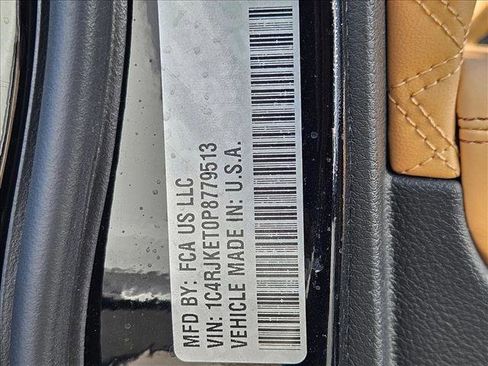 MFD BY: FCA US LLC
VIN: 1C4RJKET0P8779513
VEHICLE MADE IN: U.S.A.